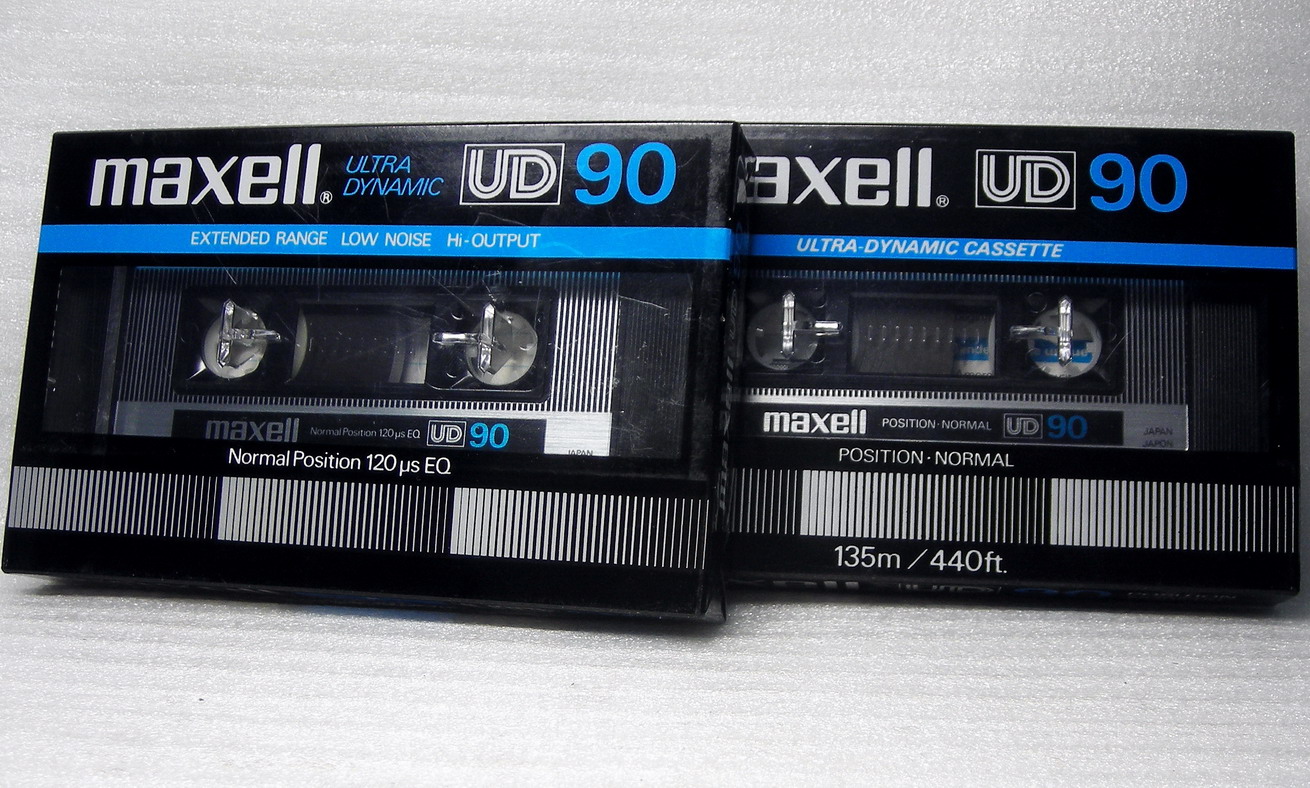 maxell® ULTRA DYNAMIC UD 90
EXTENDED RANGE LOW NOISE Hi-OUTPUT
maxell Normal Position 120 µs EQ UD 90
JAPAN
Normal Position 120 µs EQ
axell® UD 90
ULTRA-DYNAMIC CASSETTE
maxell POSITION·NORMAL UD 90
JAPAN
JAPON
POSITION·NORMAL
135m / 440ft.